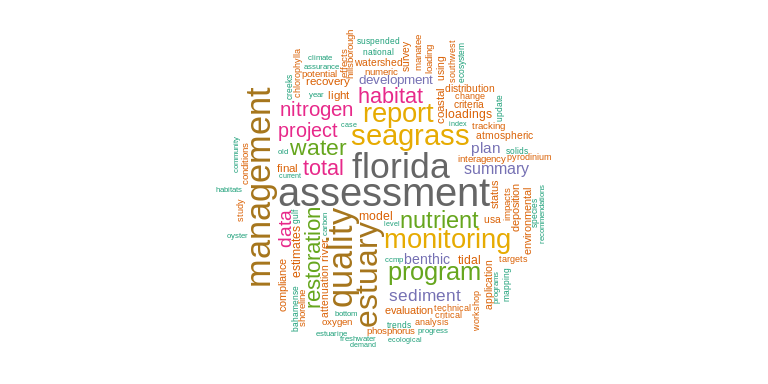 suspended
climate
national
assurance
watershed
potential
numeric
recovery
development
effects
hillsborough
survey
manatee
loading
using
southwest
ecosystem
creeks
chlorophylla
year
light
habitat
distribution
change
criteria
coastal
update
nitrogen
report
loadings
case
index
tracking
project
seagrass
atmospheric
old
water
plan
solids
interagency
pyrodinium
community
conditions
final
total
florida
summary
current
habitats
management
assessment
status
impacts
deposition
environmental
species
recommendations
study
oyster
data
gulf
carbon
quality
model
level
nutrient
usa
estimates
restoration
river
estuary
monitoring
attenuation
ccmp
benthic
tidal
targets
program
compliance
shoreline
bahamense
sediment
application
programs
mapping
bottom
evaluation
technical
critical
workshop
oxygen
trends
analysis
estuarine
phosphorus
progress
freshwater
ecological
demand